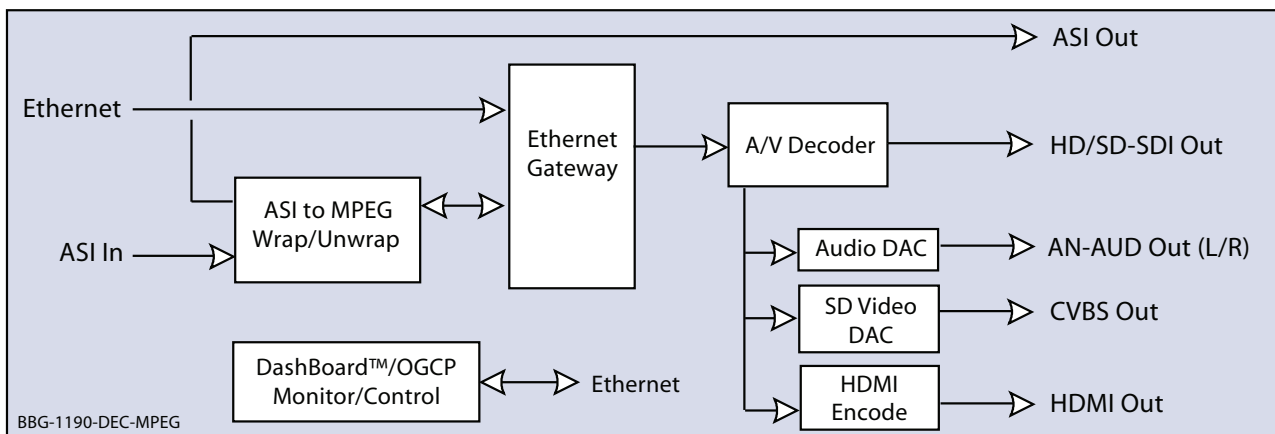 ASI Out
Ethernet
Ethernet
Gateway
A/V Decoder
HD/SD-SDI Out
ASI to MPEG
Wrap/Unwrap
ASI In
Audio DAC
AN-AUD Out (L/R)
SD Video
DAC
CVBS Out
DashBoard™/OGCP
Monitor/Control
Ethernet
HDMI
Encode
HDMI Out
BBG-1190-DEC-MPEG